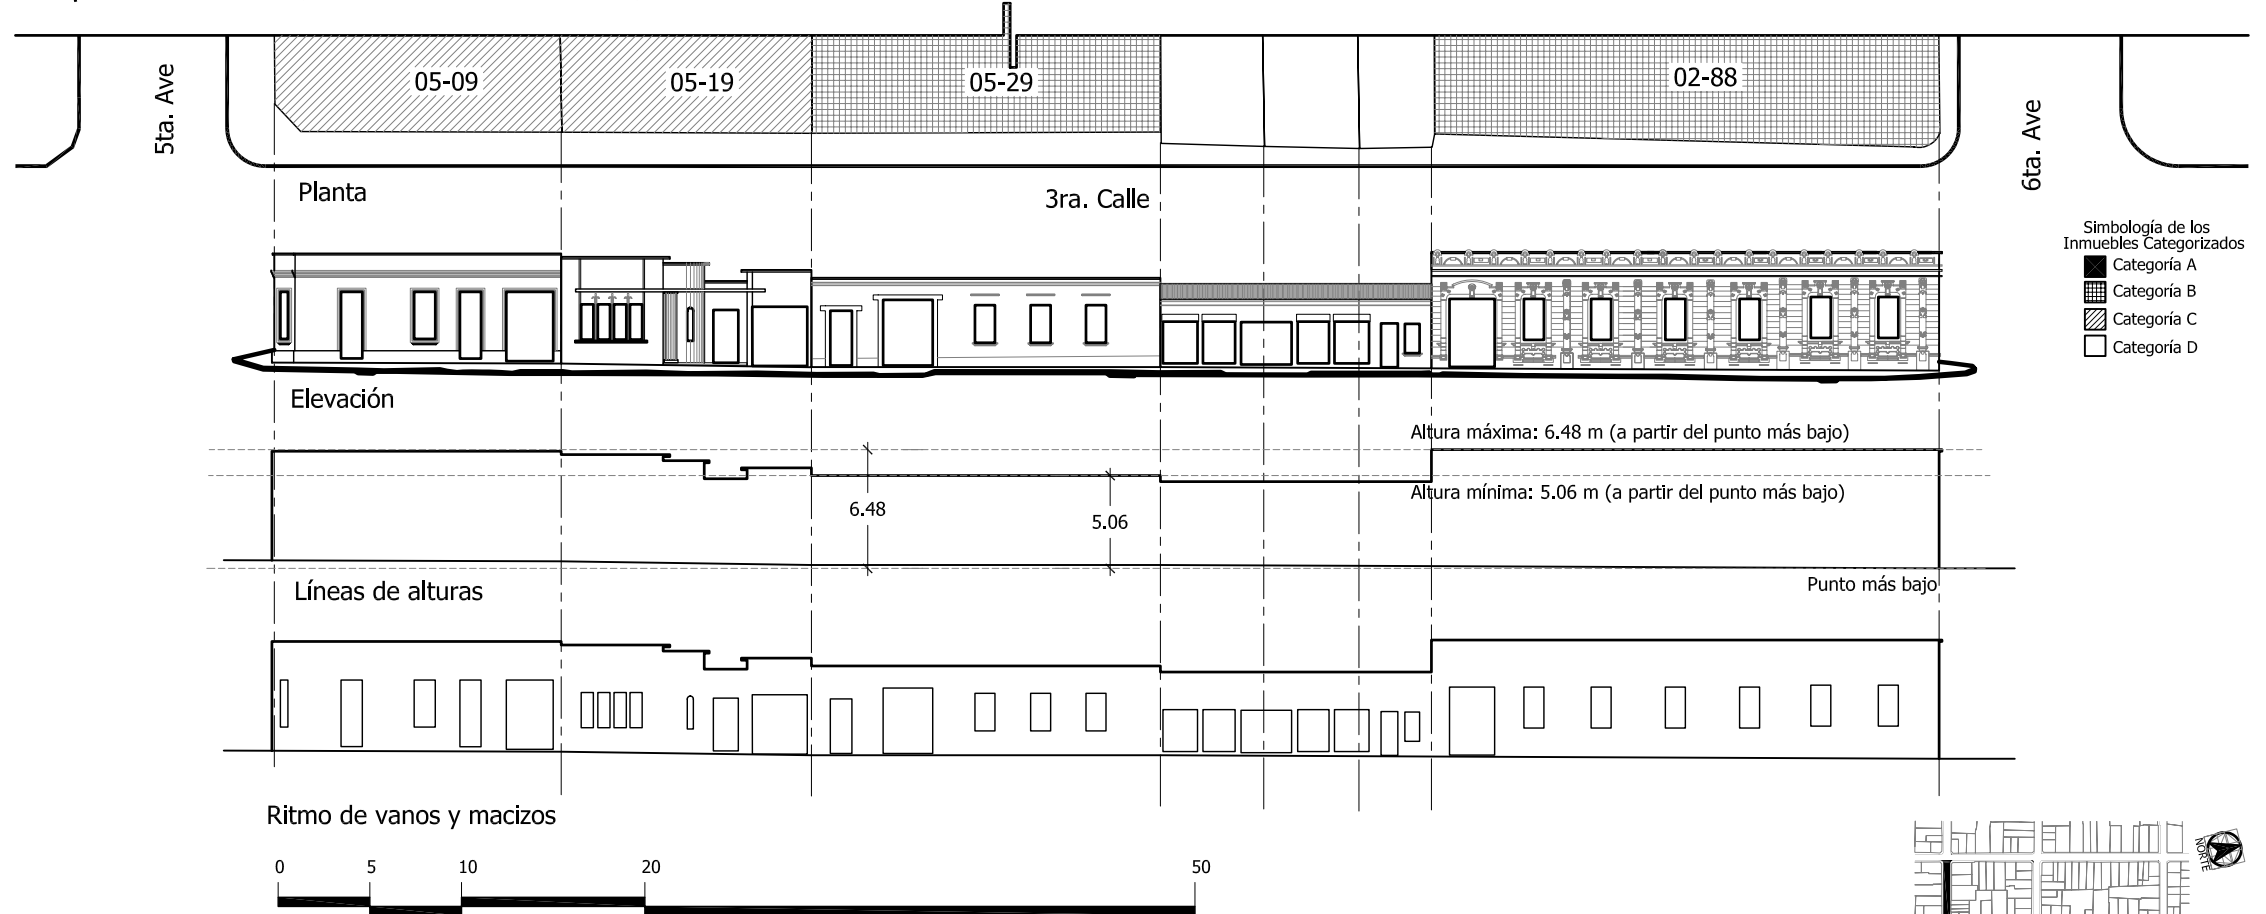 05-09
05-19
05-29
02-88
5ta. Ave
6ta. Ave
Planta
3ra. Calle
Simbología de los
Inmuebles Categorizados
Categoría A
Categoría B
Categoría C
Categoría D
Elevación
Altura máxima: 6.48 m (a partir del punto más bajo)
Altura mínima: 5.06 m (a partir del punto más bajo)
6.48
5.06
Líneas de alturas
Punto más bajo
Ritmo de vanos y macizos
0 5 10 20 50
NORTE